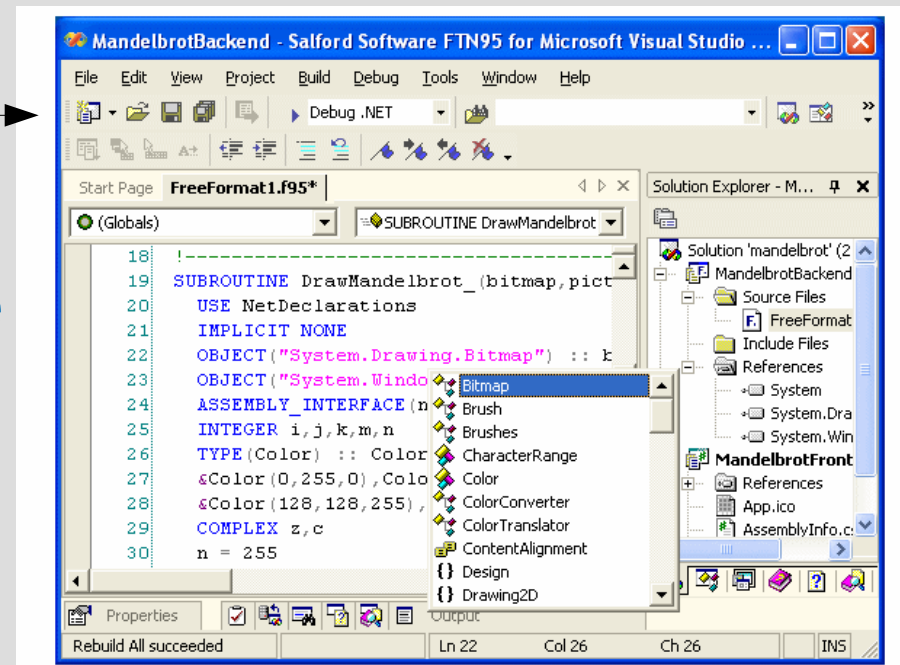 MandelbrotBackend - Salford Software FTN95 for Microsoft Visual Studio ...
File Edit View Project Build Debug Tools Window Help
Debug .NET
Start Page FreeFormat1.f95*
Solution Explorer - M...
(Globals) SUBROUTINE DrawMandelbrot
18 !-----------------------------------
19 SUBROUTINE DrawMandelbrot_(bitmap,pict
20 USE NetDeclarations
21 IMPLICIT NONE
22 OBJECT("System.Drawing.Bitmap") :: b
23 OBJECT("System.Windo
24 ASSEMBLY_INTERFACE(n
25 INTEGER i,j,k,m,n
26 TYPE(Color) :: Color
27 &Color(0,255,0),Colo
28 &Color(128,128,255),
29 COMPLEX z,c
30 n = 255
Bitmap
Brush
Brushes
CharacterRange
Color
ColorConverter
ColorTranslator
ContentAlignment
{} Design
{} Drawing2D
Solution 'mandelbrot' (2
MandelbrotBackend
Source Files
FreeFormat
Include Files
References
System
System.Dra
System.Win
MandelbrotFront
References
App.ico
AssemblyInfo.c
Properties Output
Rebuild All succeeded Ln 22 Col 26 Ch 26 INS